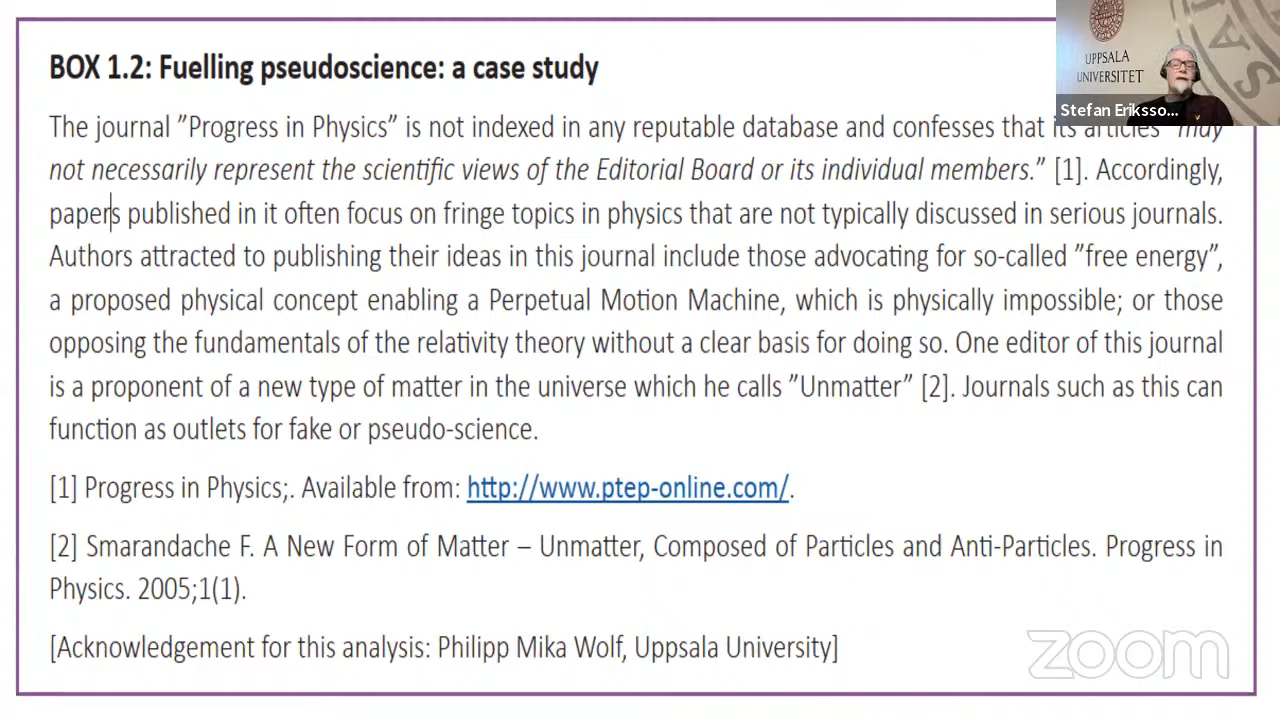 BOX 1.2: Fuelling pseudoscience: a case study
UPPSALA
UNIVERSITET
Stefan Eriksso...
The journal ”Progress in Physics” is not indexed in any reputable database and confesses that its articles "may
not necessarily represent the scientific views of the Editorial Board or its individual members.” [1]. Accordingly,
papers published in it often focus on fringe topics in physics that are not typically discussed in serious journals.
Authors attracted to publishing their ideas in this journal include those advocating for so-called ”free energy”,
a proposed physical concept enabling a Perpetual Motion Machine, which is physically impossible; or those
opposing the fundamentals of the relativity theory without a clear basis for doing so. One editor of this journal
is a proponent of a new type of matter in the universe which he calls ”Unmatter” [2]. Journals such as this can
function as outlets for fake or pseudo-science.
[1] Progress in Physics;. Available from: http://www.ptep-online.com/.
[2] Smarandache F. A New Form of Matter – Unmatter, Composed of Particles and Anti-Particles. Progress in
Physics. 2005;1(1).
[Acknowledgement for this analysis: Philipp Mika Wolf, Uppsala University]
zoom